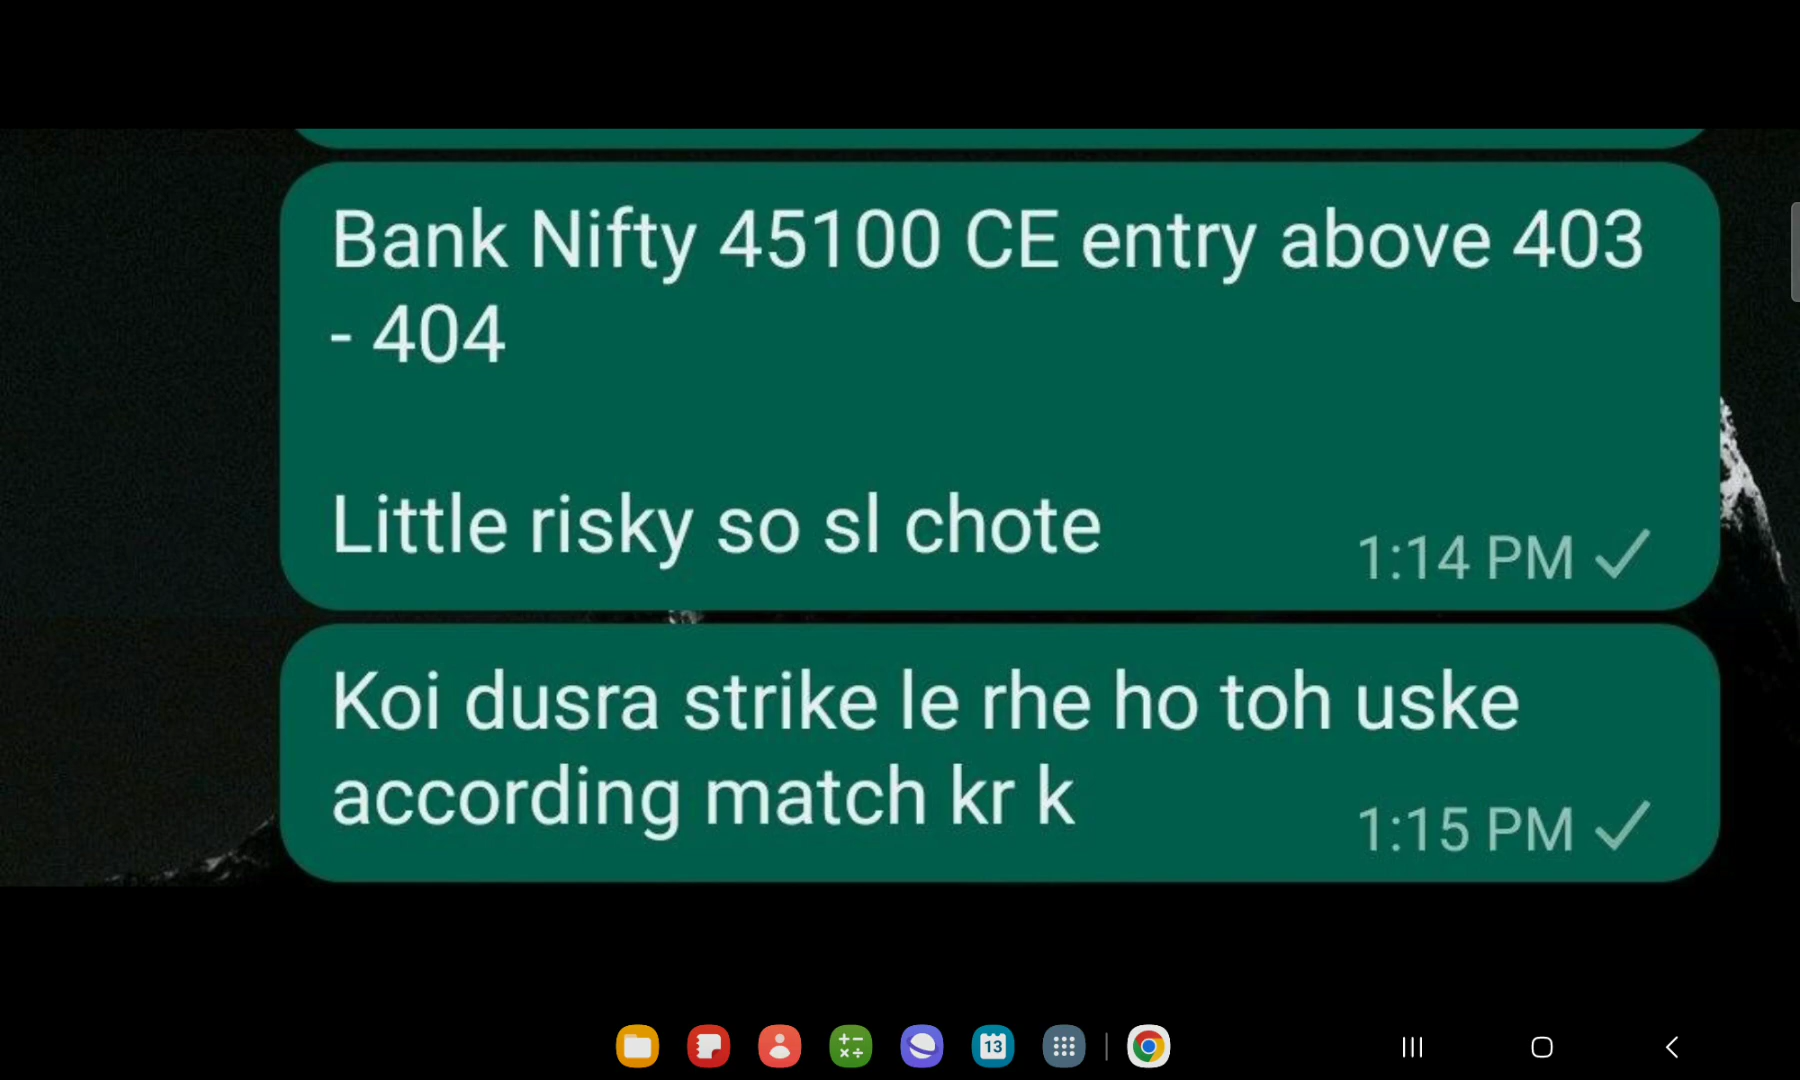 Bank Nifty 45100 CE entry above 403
- 404
Little risky so sl chote
1:14 PM
Koi dusra strike le rhe ho toh uske
according match kr k
1:15 PM
13